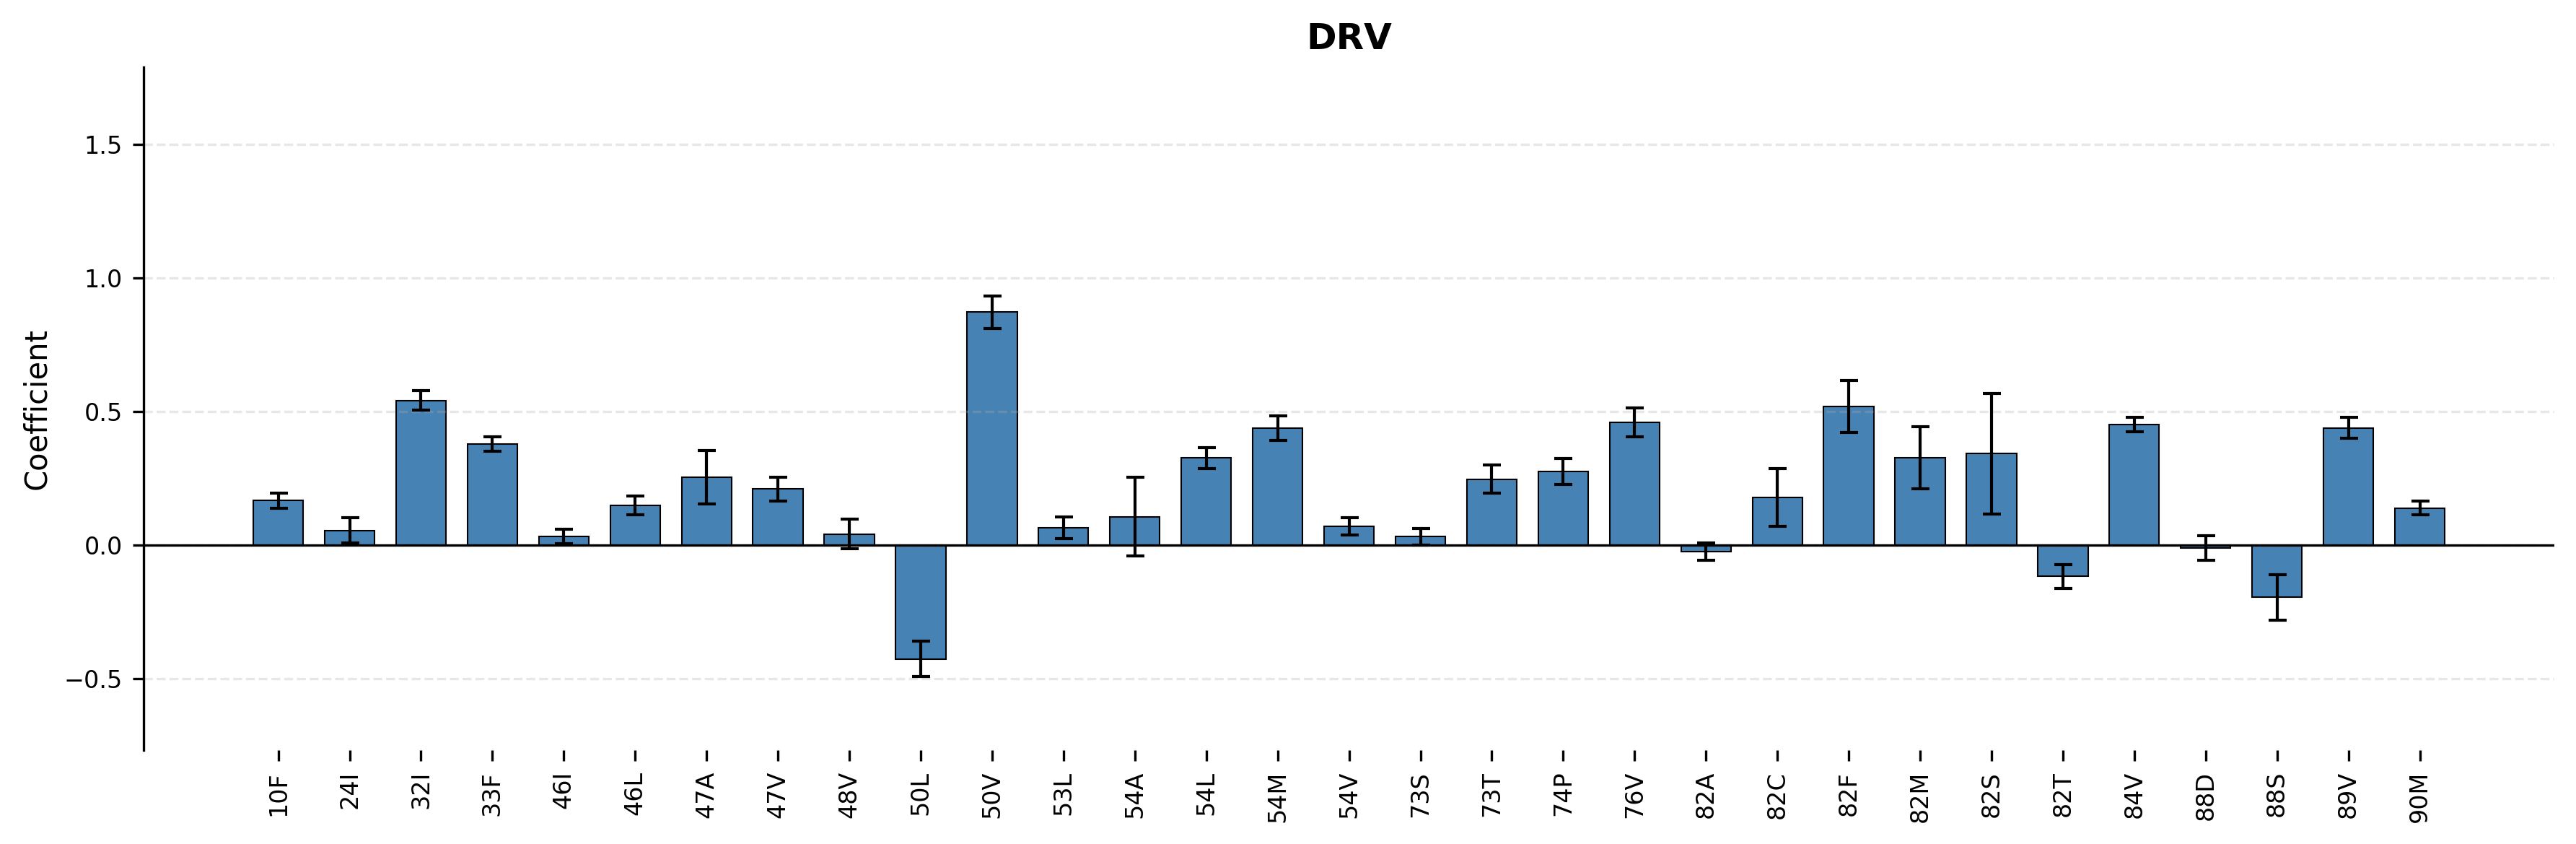 DRV
Coefficient
1.5
1.0
0.5
0.0
−0.5
10F
24I
32I
33F
46I
46L
47A
47V
48V
50L
50V
53L
54A
54L
54M
54V
73S
73T
74P
76V
82A
82C
82F
82M
82S
82T
84V
88D
88S
89V
90M